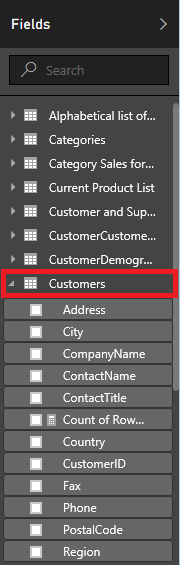 Fields
Search
Alphabetical list of...
Categories
Category Sales for...
Current Product List
Customer and Sup...
CustomerCustome...
CustomerDemogr...
Customers
Address
City
CompanyName
ContactName
ContactTitle
Count of Row...
Country
CustomerID
Fax
Phone
PostalCode
Region